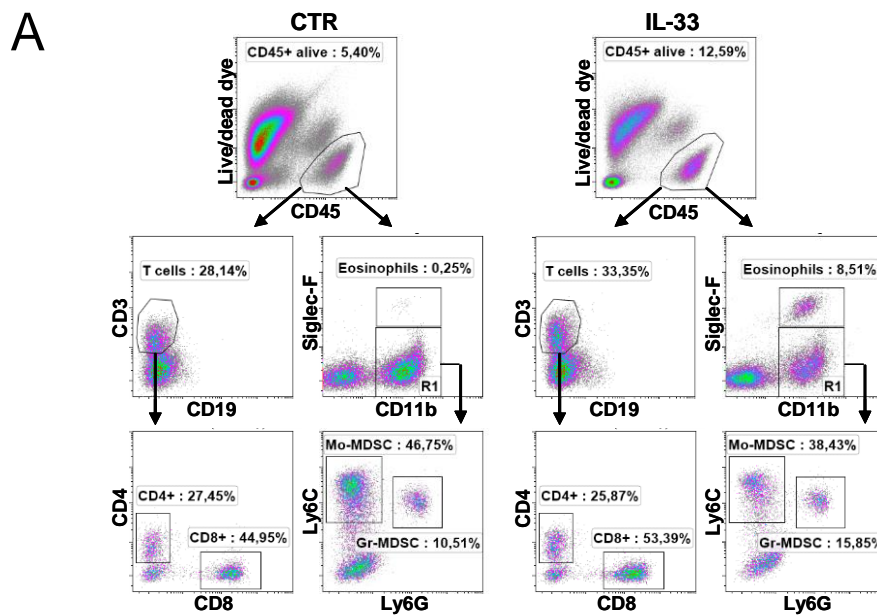 A
CTR
IL-33
CD45+ alive : 5,40%
CD45+ alive : 12,59%
Live/dead dye
Live/dead dye
CD45
CD45
T cells : 28,14%
Eosinophils : 0,25%
T cells : 33,35%
Eosinophils : 8,51%
CD3
Siglec-F
CD3
Siglec-F
R1
R1
CD19
CD11b
CD19
CD11b
Mo-MDSC : 46,75%
Mo-MDSC : 38,43%
CD4+ : 27,45%
CD4+ : 25,87%
CD4
Ly6C
CD4
Ly6C
CD8+ : 44,95%
Gr-MDSC : 10,51%
CD8+ : 53,39%
Gr-MDSC : 15,85%
CD8
Ly6G
CD8
Ly6G